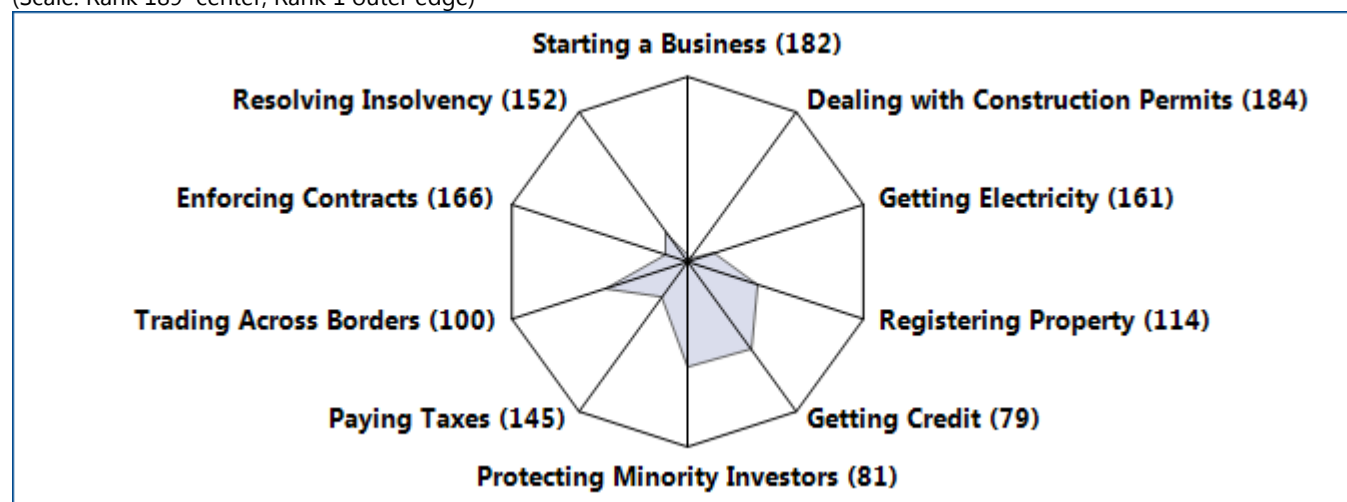 (Scale: Rank 189 center, Rank 1 outer edge)
Starting a Business (182)
Resolving Insolvency (152)
Dealing with Construction Permits (184)
Enforcing Contracts (166)
Getting Electricity (161)
Trading Across Borders (100)
Registering Property (114)
Paying Taxes (145)
Getting Credit (79)
Protecting Minority Investors (81)